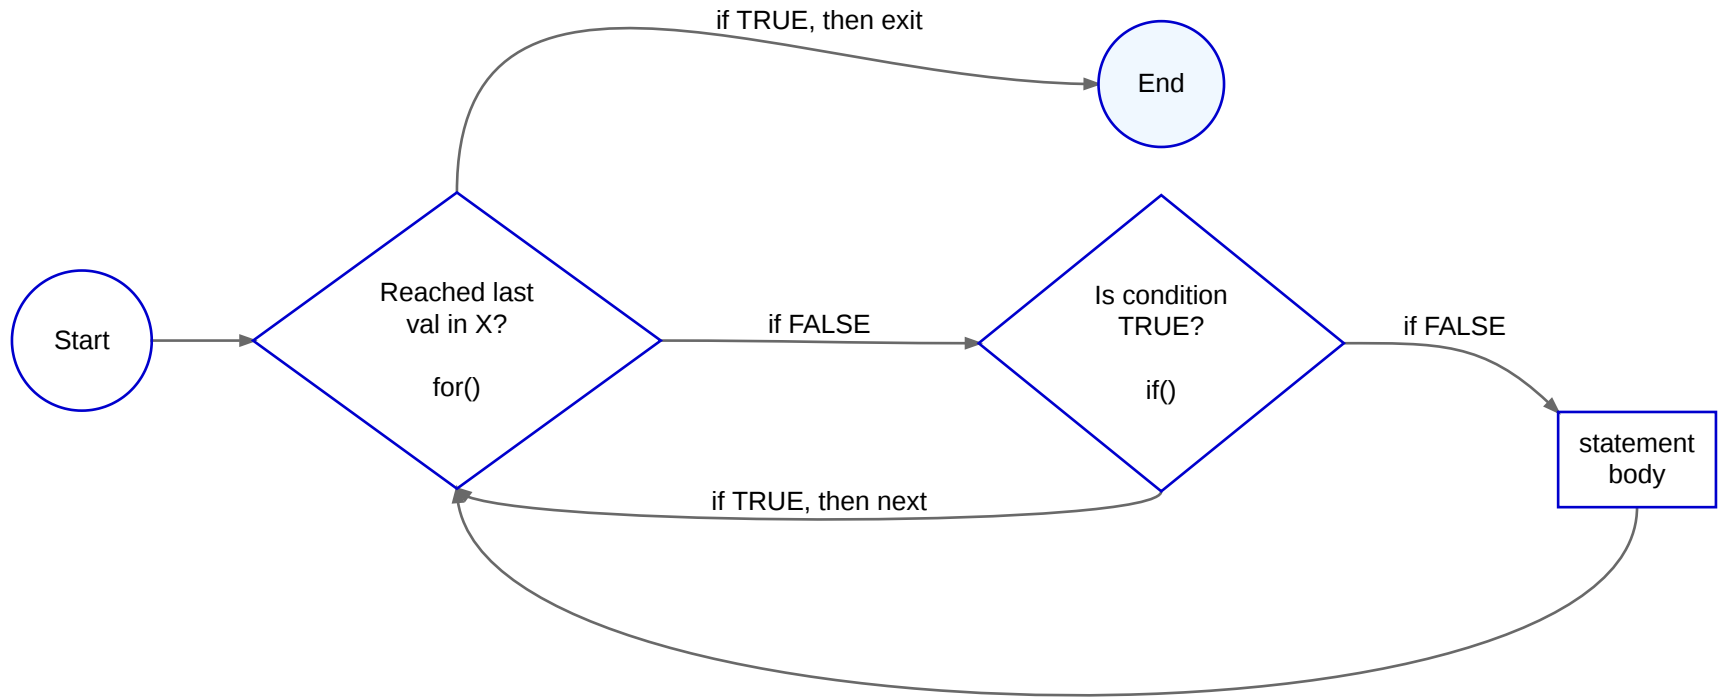 if TRUE, then exit
End
Start
Reached last
val in X?
for()
if FALSE
Is condition
TRUE?
if()
if FALSE
statement
body
if TRUE, then next